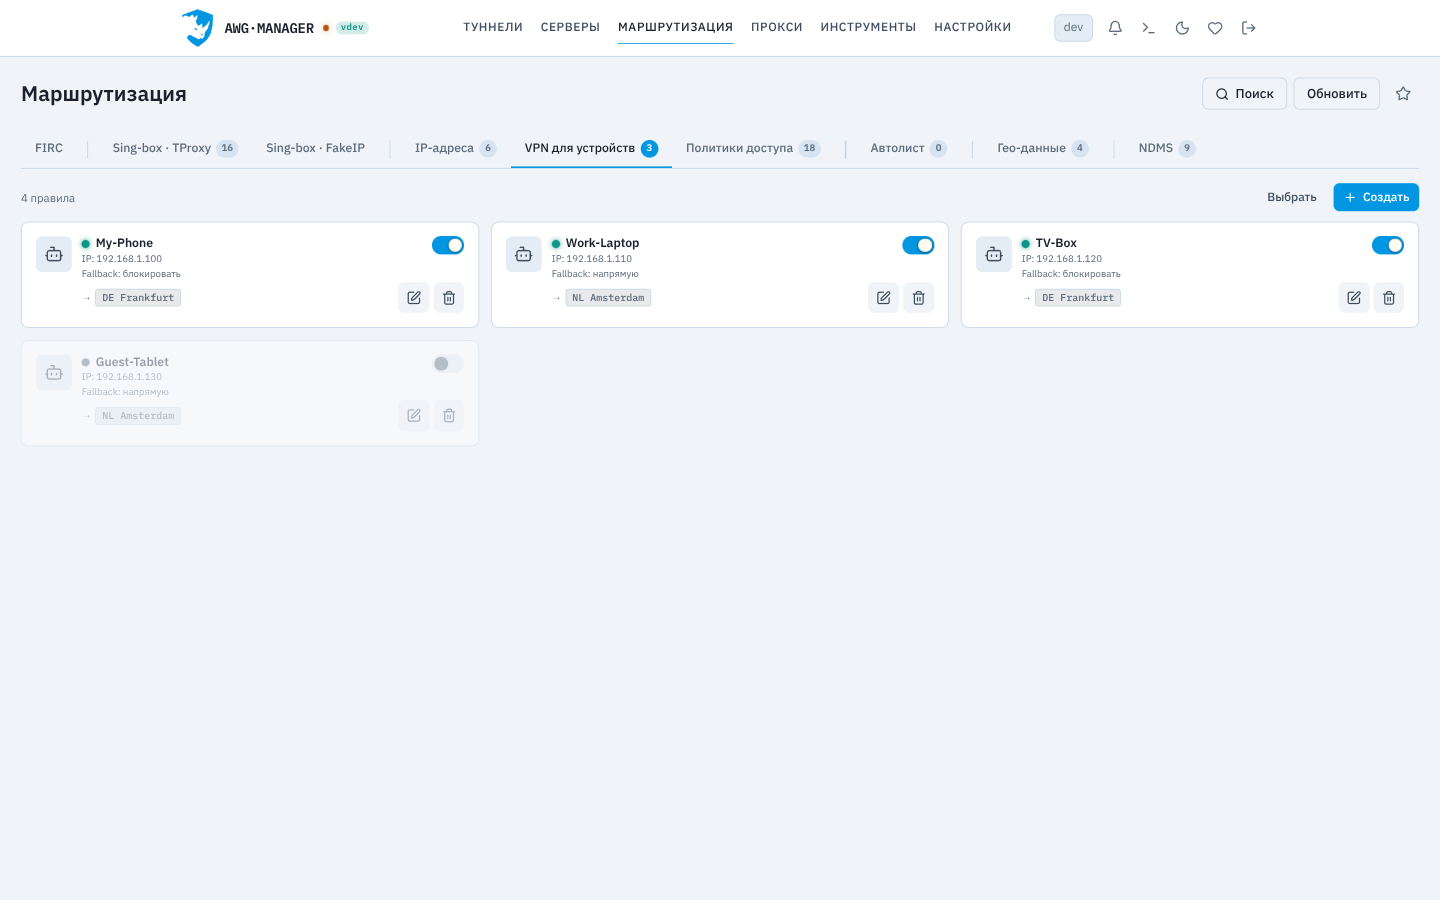 AWG·MANAGER vdev ТУННЕЛИ СЕРВЕРЫ МАРШРУТИЗАЦИЯ ПРОКСИ ИНСТРУМЕНТЫ НАСТРОЙКИ dev
Маршрутизация Поиск Обновить
FIRC Sing-box · TProxy 16 Sing-box · FakeIP IP-адреса 6 VPN для устройств 3 Политики доступа 18 Автолист 0 Гео-данные 4 NDMS 9
4 правила Выбрать + Создать
My-Phone
IP: 192.168.1.100
Fallback: блокировать
→ DE Frankfurt
Work-Laptop
IP: 192.168.1.110
Fallback: напрямую
→ NL Amsterdam
TV-Box
IP: 192.168.1.120
Fallback: блокировать
→ DE Frankfurt
Guest-Tablet
IP: 192.168.1.130
Fallback: напрямую
→ NL Amsterdam